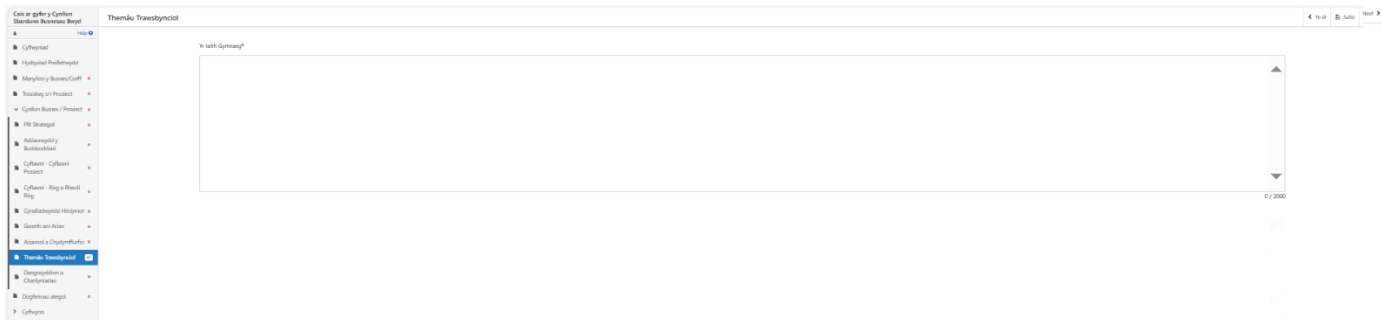 Cais ar gyfer y Cynllun
Sbarduno Busnesau Bwyd
Themâu Trawsbynciol
Yn ôl
Safio
Next
Help
Cyflwyniad
Hysbysiad Preifatrwydd
Manylion y Busnes/Corff
Trosolwg o'r Prosiect
Cynllun Busnes / Prosiect
Ffit Strategol
Addasrwydd y
Buddsoddiad
Cyflawni - Cyflawni
Prosiect
Cyflawni - Risg a Rheoli
Risg
Cynaliadwyedd Hirdymor
Gwerth am Arian
Ariannol a Chydymffurfio
Themâu Trawsbynciol
Dangosyddion a
Chanlyniadau
Dogfennau ategol
Cyflwyno
Yr Iaith Gymraeg*
0 / 2000